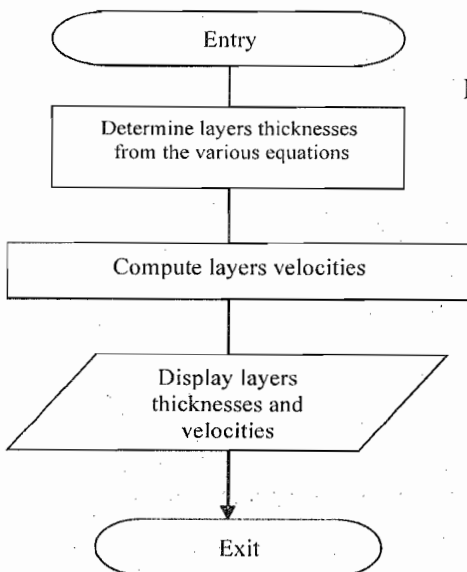 Entry
Determine layers thicknesses
from the various equations
Compute layers velocities
Display layers
thicknesses and
velocities
Exit